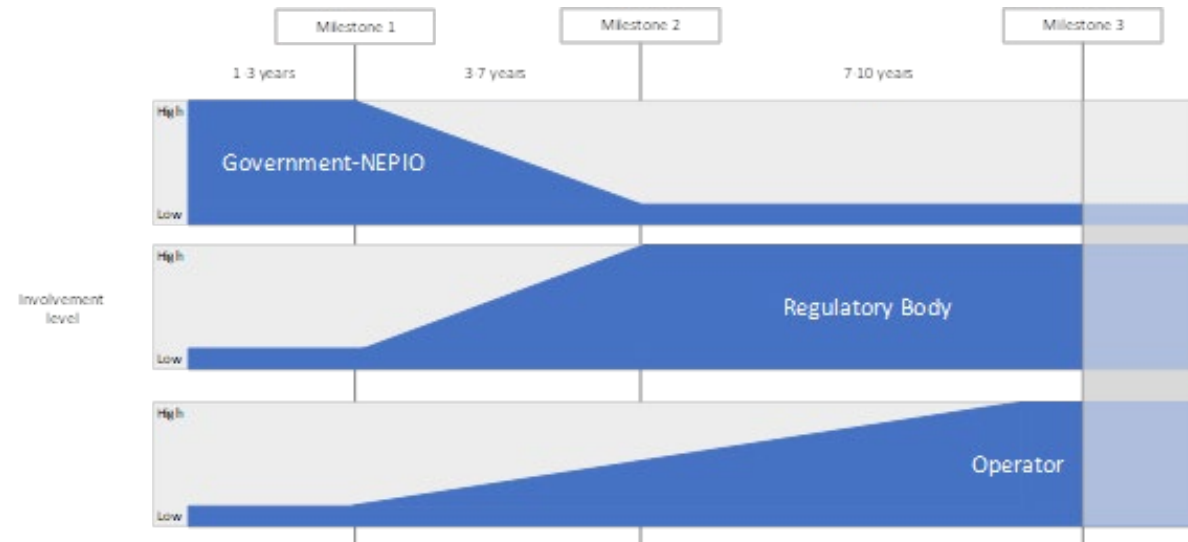 Milestone 1
Milestone 2
Milestone 3
1-3 years
3-7 years
7-10 years
High
Government-NEPIO
Low
High
Involvement
level
Regulatory Body
Low
High
Operator
Low